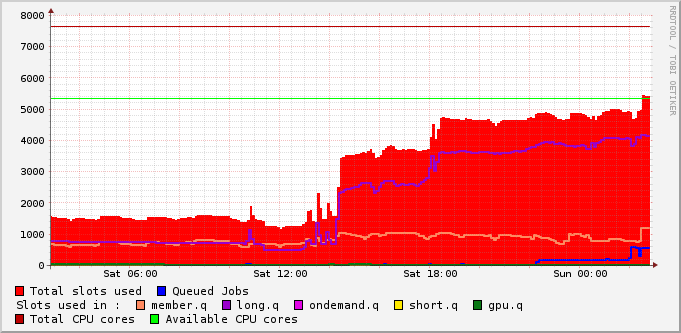 8000
7000
6000
5000
4000
3000
2000
1000
0
Sat 06:00 Sat 12:00 Sat 18:00 Sun 00:00
Total slots used Queued Jobs
Slots used in : member.q long.q ondemand.q short.q gpu.q
Total CPU cores Available CPU cores
RRDTOOL / TOBI OETIKER